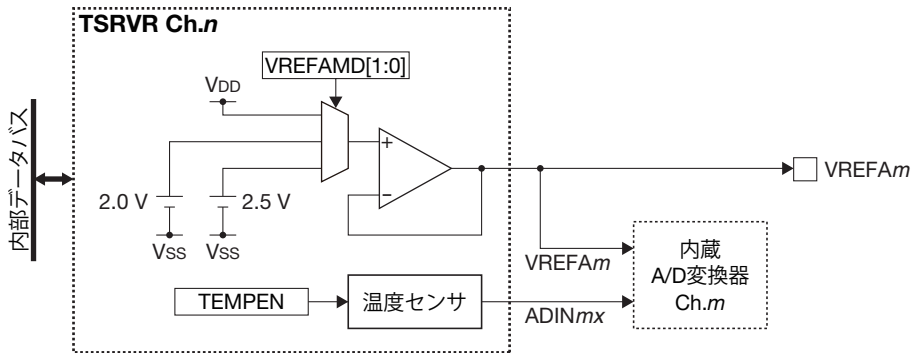 TSRVR Ch.n
VREFAMD[1:0]
VDD
内部データバス
2.0 V
2.5 V
VSS
VSS
+
−
VREFAm
VREFAm
内蔵
A/D変換器
Ch.m
TEMPEN
温度センサ
ADINmx